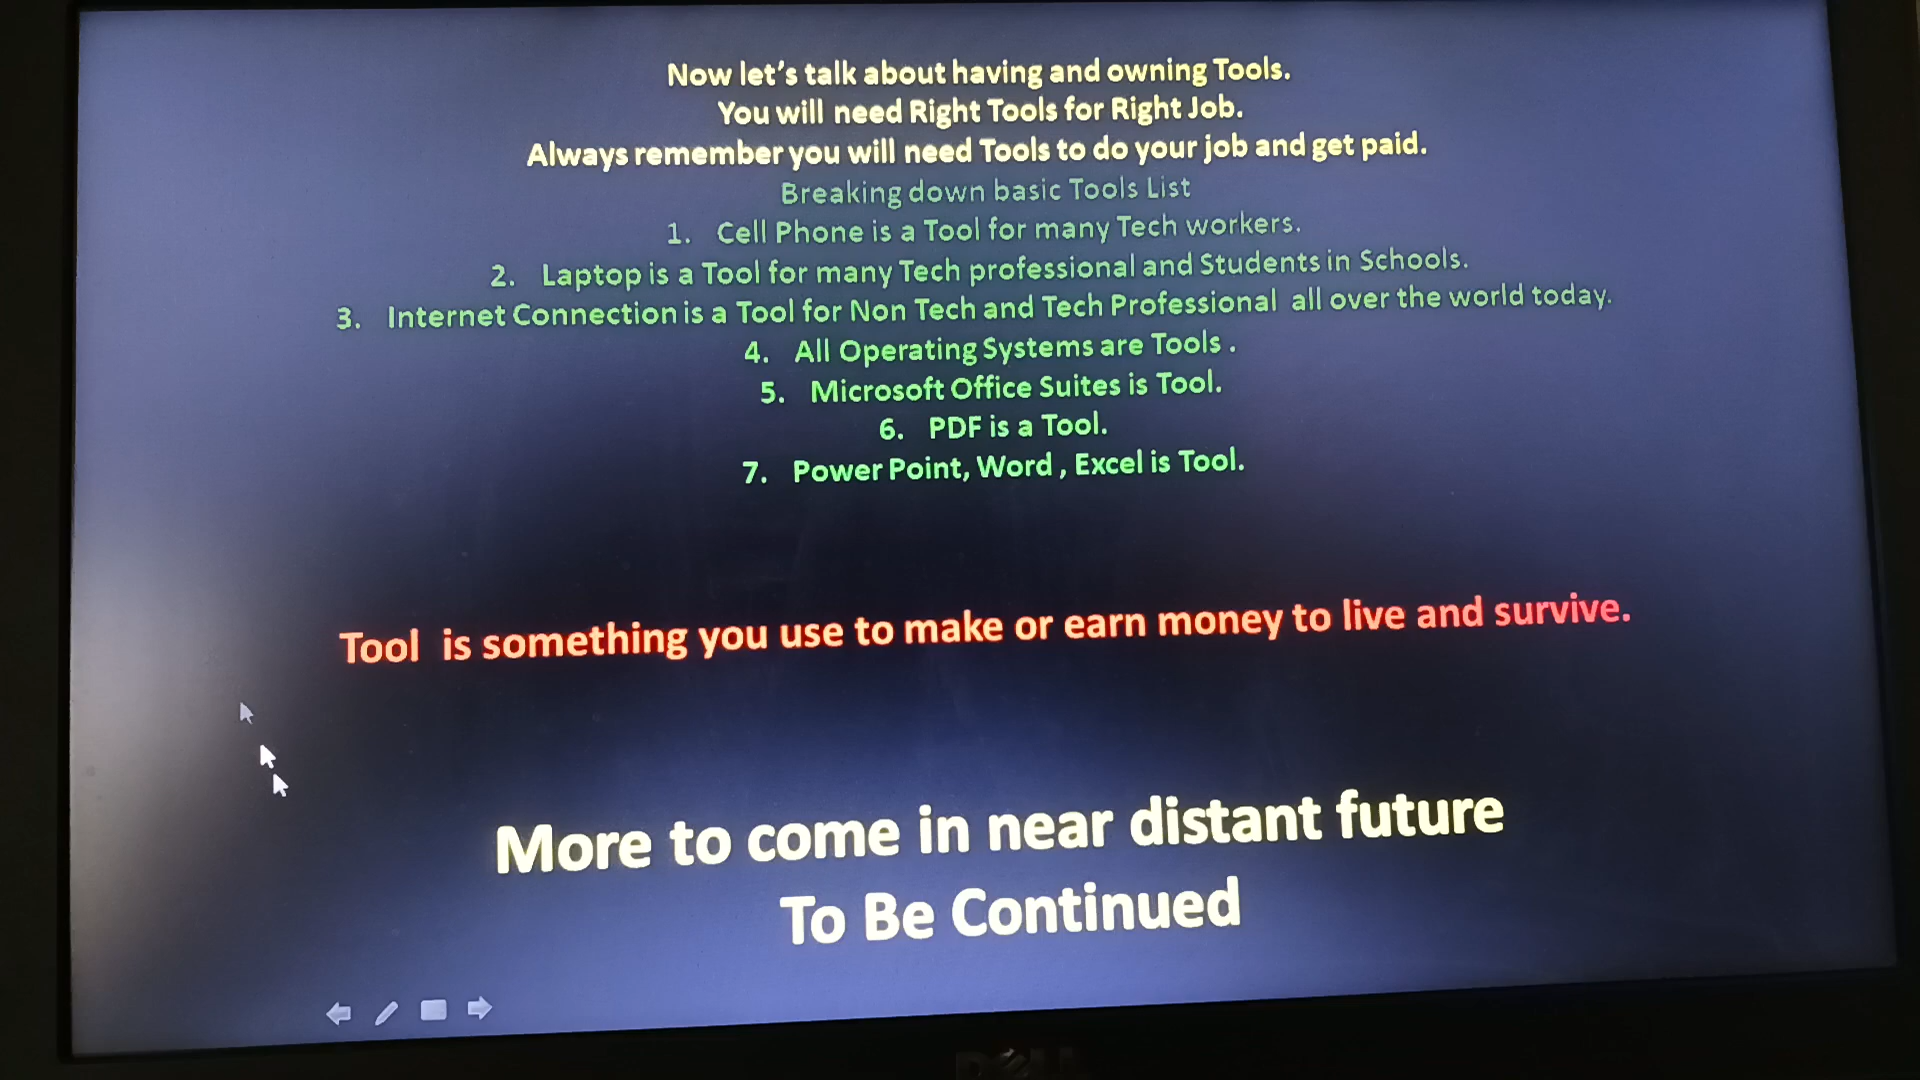 Now let's talk about having and owning Tools.
You will need Right Tools for Right Job.
Always remember you will need Tools to do your job and get paid.
Breaking down basic Tools List
1. Cell Phone is a Tool for many Tech workers.
2. Laptop is a Tool for many Tech professional and Students in Schools.
3. Internet Connection is a Tool for Non Tech and Tech Professional all over the world today.
4. All Operating Systems are Tools .
5. Microsoft Office Suites is Tool.
6. PDF is a Tool.
7. Power Point, Word , Excel is Tool.
Tool is something you use to make or earn money to live and survive.
More to come in near distant future
To Be Continued
DELL